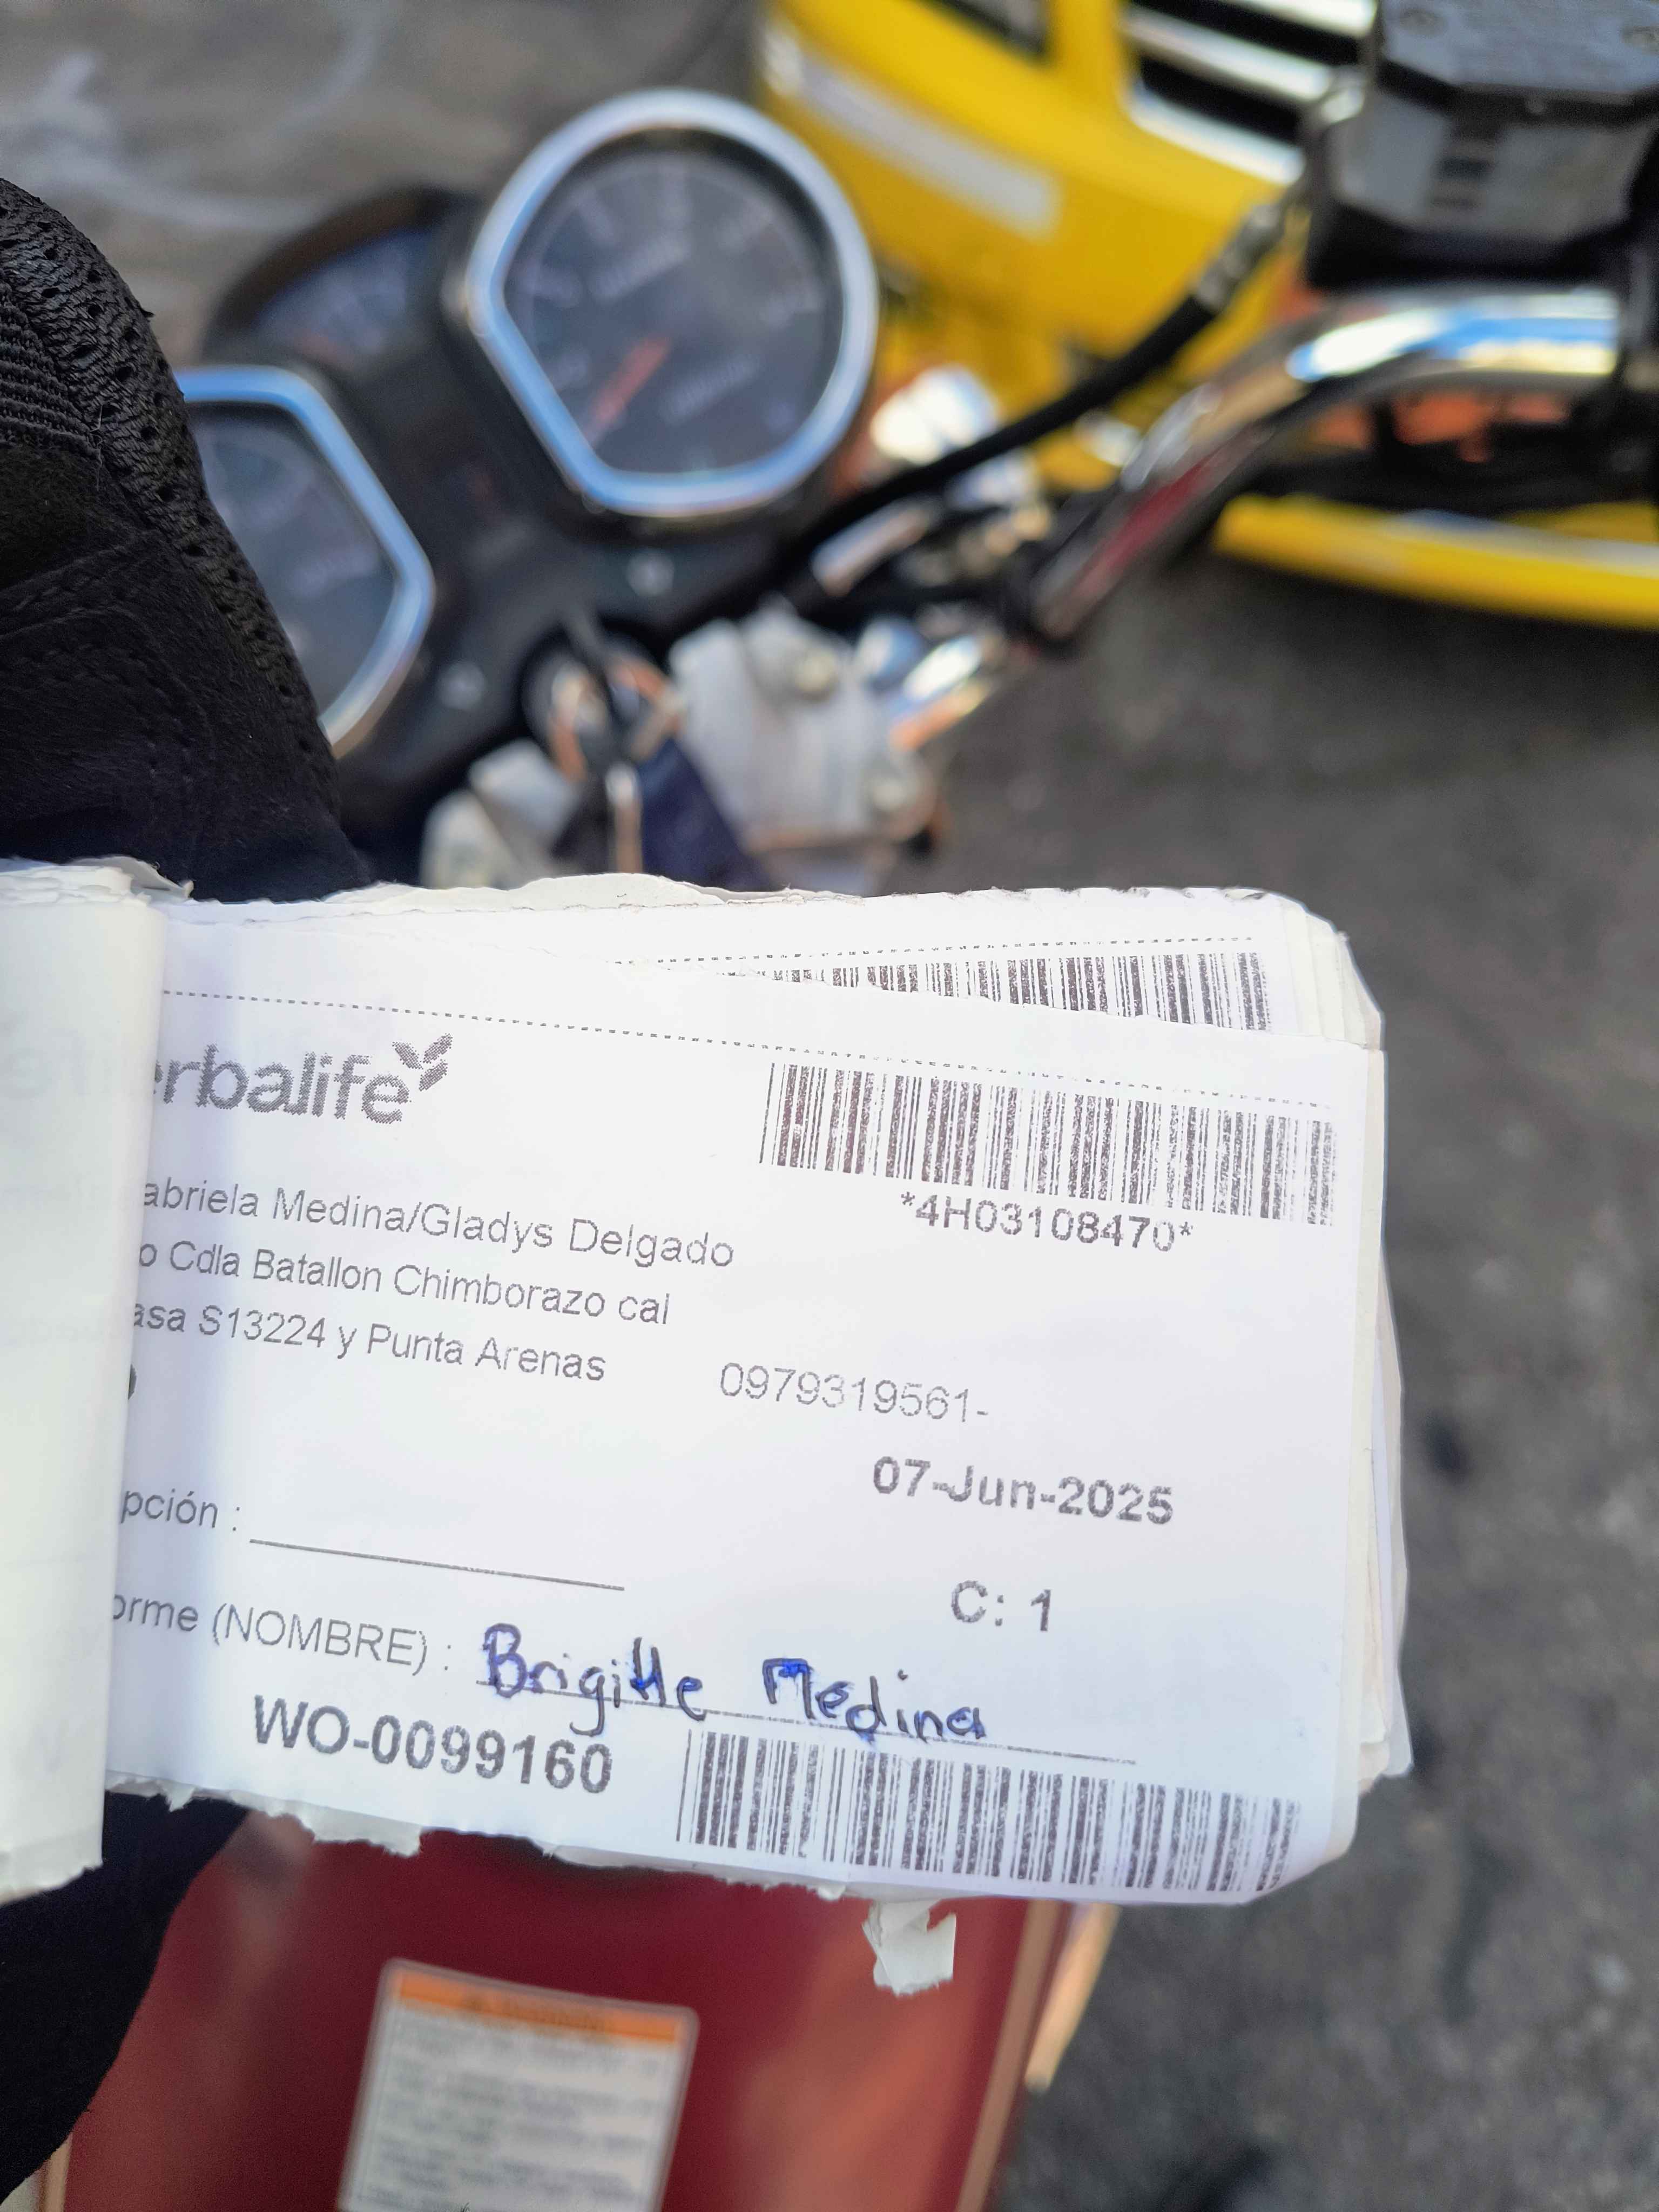 erbalife
*4H03108470*
abriela Medina/Gladys Delgado
o Cdla Batallon Chimborazo cal
asa S13224 y Punta Arenas
0979319561-
07-Jun-2025
pción :
C: 1
orme (NOMBRE) : Brigitte Medina
WO-0099160